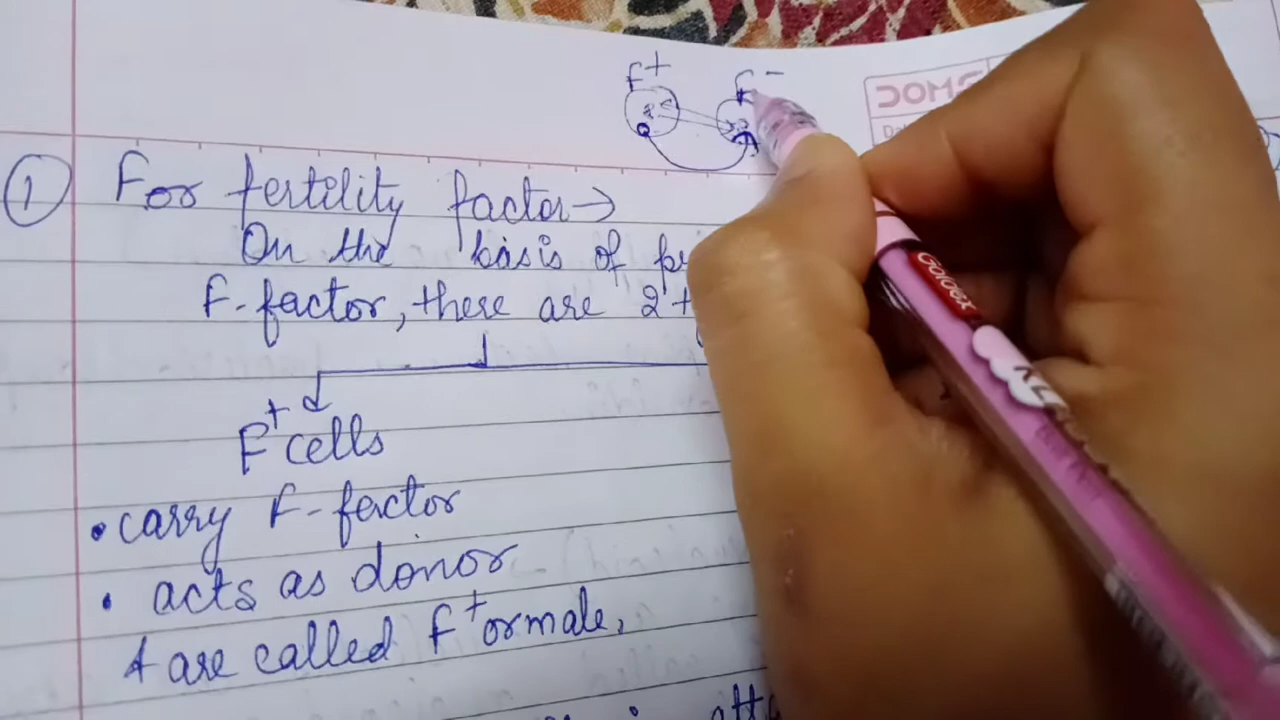 F+ F-
① For fertility factor→
On the basis of
F-factor, there are 2
F+ cells
• carry F-factor
• acts as donor
& are called F+ or male,
Goldex